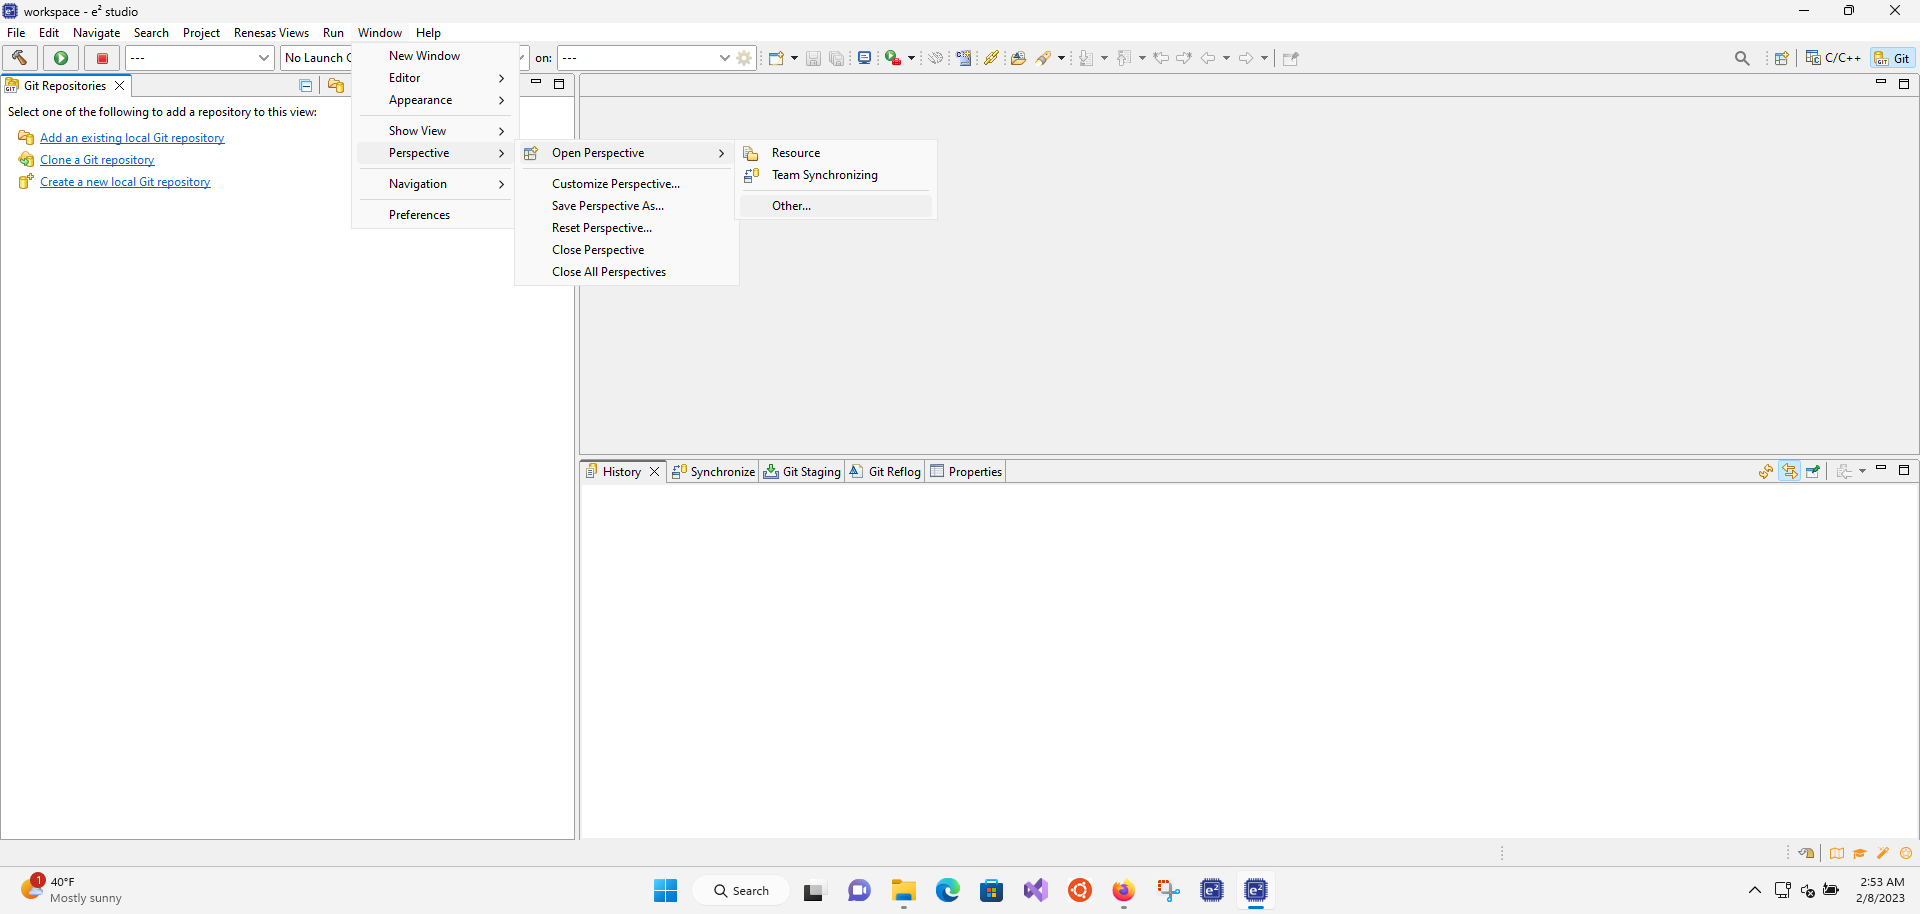 workspace - e² studio
File Edit Navigate Search Project Renesas Views Run Window Help
--- No Launch C on: --- C/C++ Git
Git Repositories
Select one of the following to add a repository to this view:
Add an existing local Git repository
Clone a Git repository
Create a new local Git repository
New Window
Editor
Appearance
Show View
Perspective
Navigation
Preferences
Open Perspective
Customize Perspective...
Save Perspective As...
Reset Perspective...
Close Perspective
Close All Perspectives
Resource
Team Synchronizing
Other...
History Synchronize Git Staging Git Reflog Properties
1
40°F
Mostly sunny
Search
e² e²
2:53 AM
2/8/2023